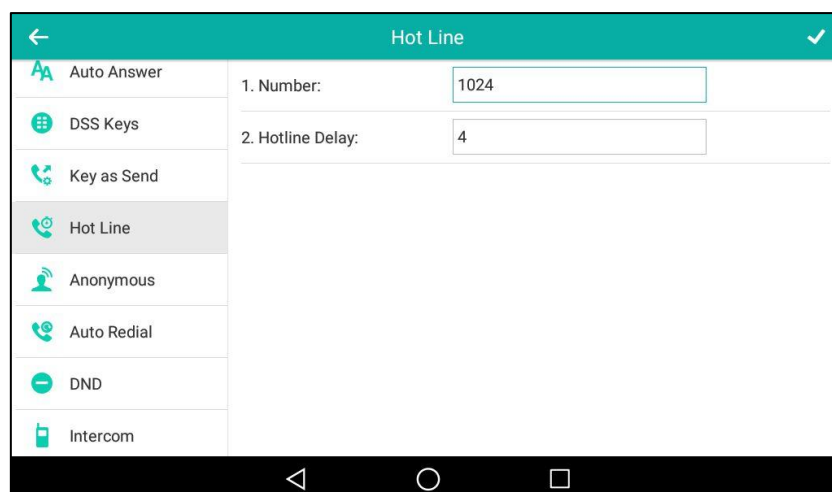 Hot Line
Auto Answer
DSS Keys
Key as Send
Hot Line
Anonymous
Auto Redial
DND
Intercom
1. Number: 1024
2. Hotline Delay: 4